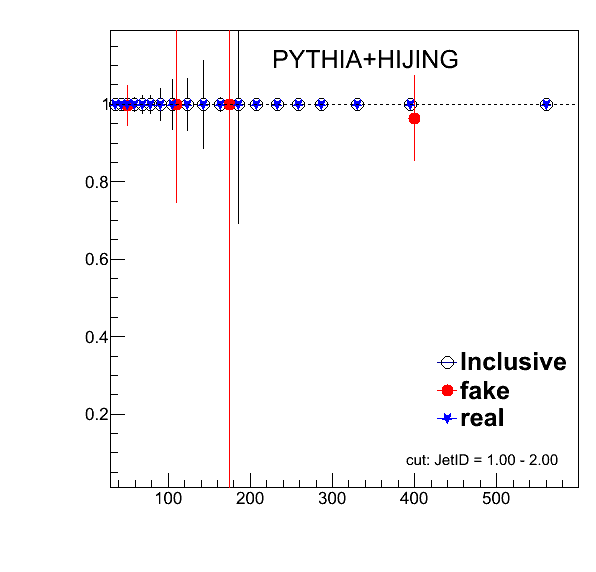 PYTHIA+HIJING
1
0.8
0.6
0.4
0.2
Inclusive
fake
real
cut: JetID = 1.00 - 2.00
100 200 300 400 500